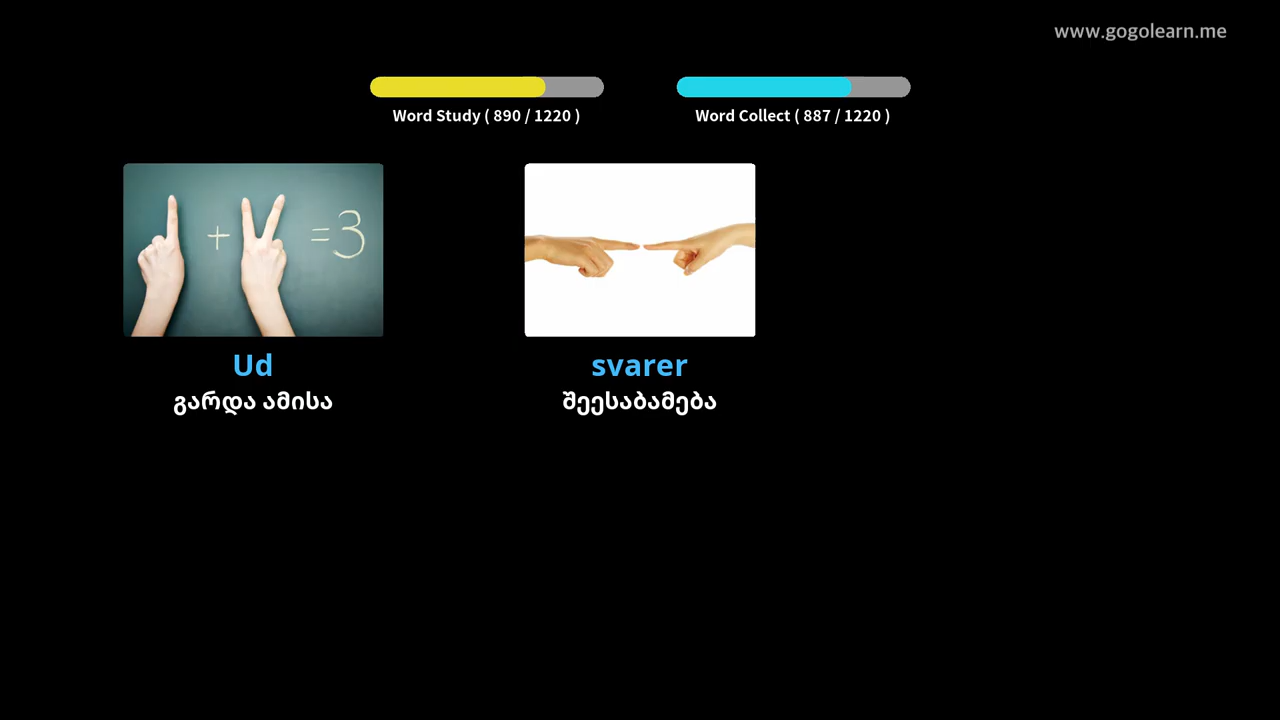 www.gogolearn.me
Word Study ( 890 / 1220 )
Word Collect ( 887 / 1220 )
+ = 3
Ud
გარდა ამისა
svarer
შეესაბამება